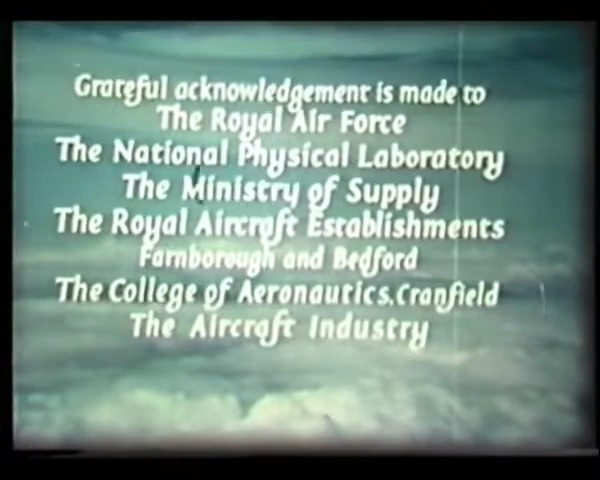 Grateful acknowledgement is made to
The Royal Air Force
The National Physical Laboratory
The Ministry of Supply
The Royal Aircraft Establishments
Farnborough and Bedford
The College of Aeronautics, Cranfield
The Aircraft Industry